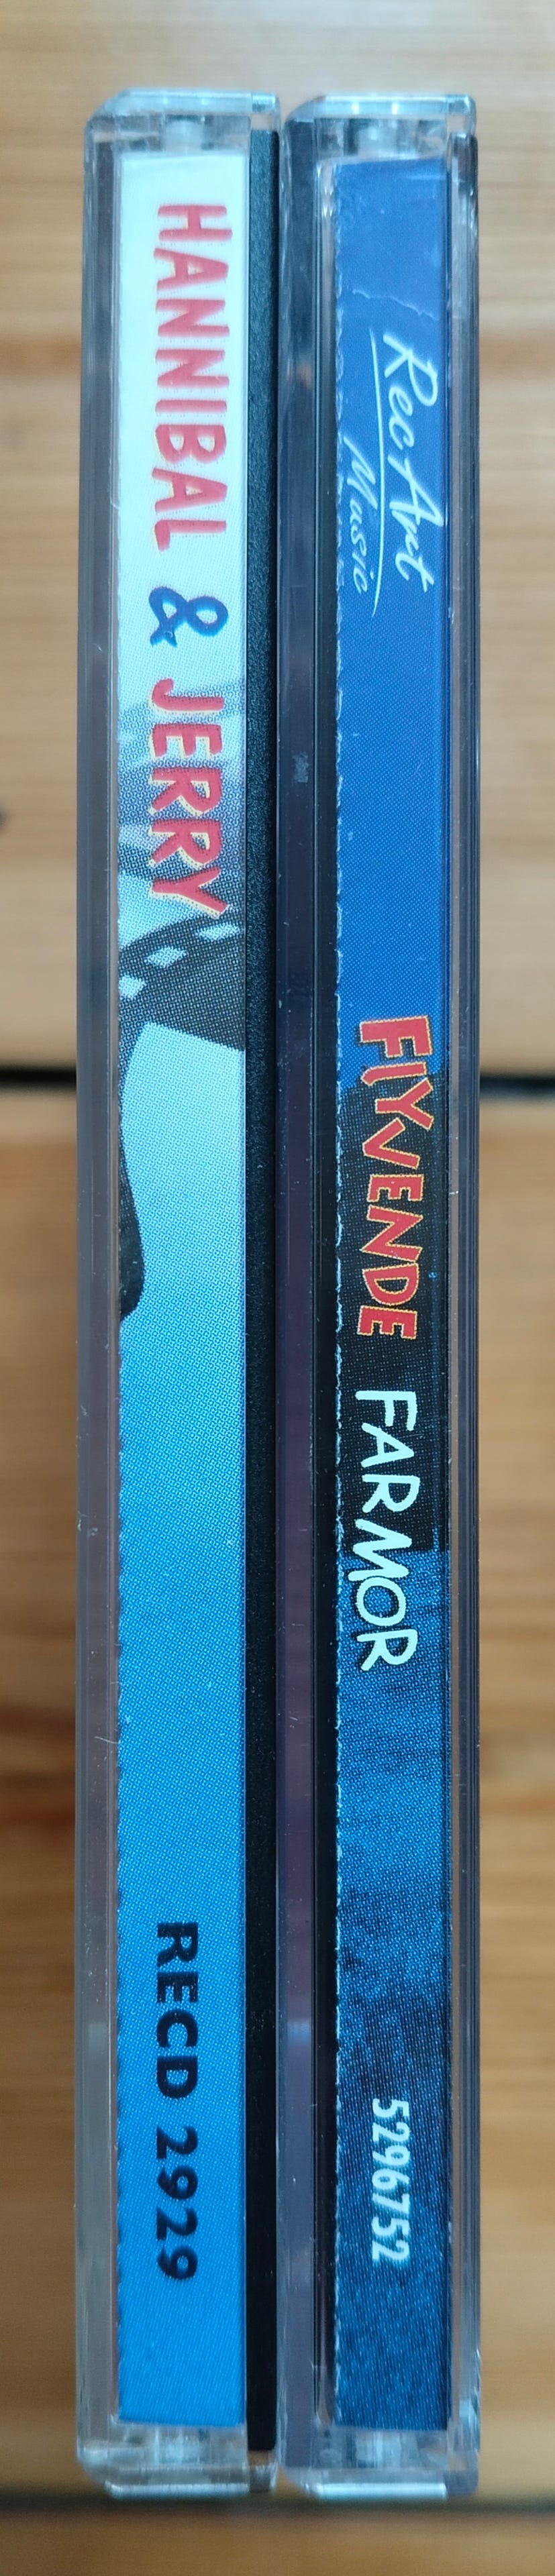 HANNIBAL & JERRY
RECD 2929
RecArt
Music
FlYVENDE FARMOR
5296752